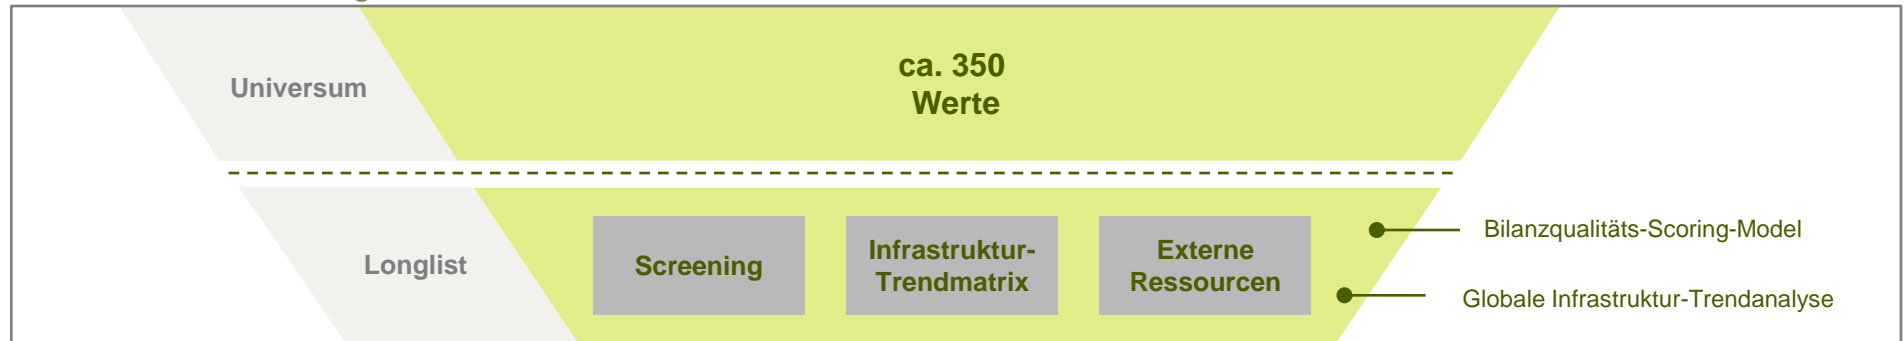 Universum
ca. 350
Werte
Longlist
Screening
Infrastruktur-
Trendmatrix
Externe
Ressourcen
Bilanzqualitäts-Scoring-Model
Globale Infrastruktur-Trendanalyse